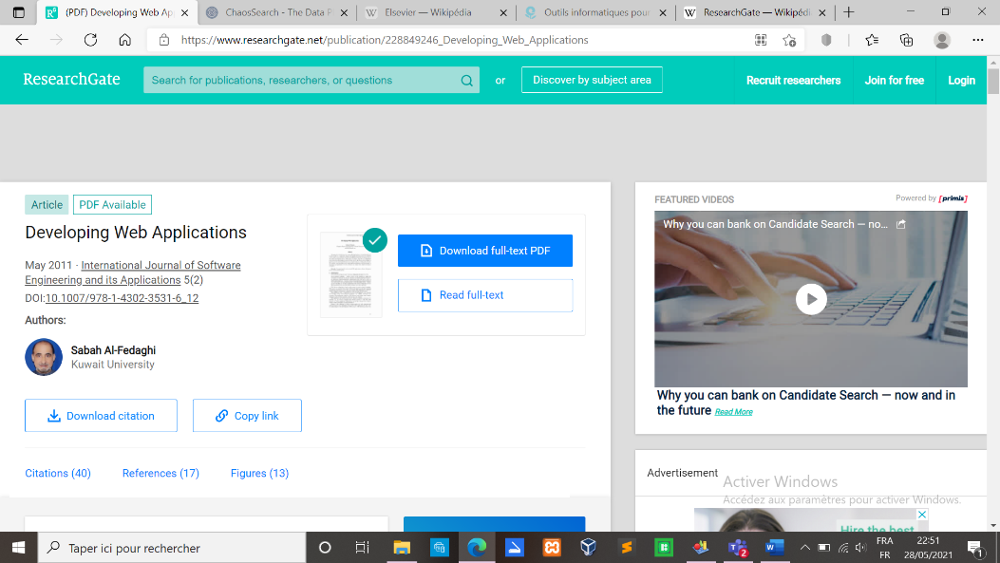 (PDF) Developing Web Ap
ChaosSearch - The Data P
Elsevier — Wikipédia
Outils informatiques pour
ResearchGate — Wikipédi
https://www.researchgate.net/publication/228849246_Developing_Web_Applications
ResearchGate
Search for publications, researchers, or questions
or
Discover by subject area
Recruit researchers
Join for free
Login
Article
PDF Available
Developing Web Applications
May 2011 · International Journal of Software
Engineering and its Applications 5(2)
DOI:10.1007/978-1-4302-3531-6_12
Authors:
Sabah Al-Fedaghi
Kuwait University
Download full-text PDF
Read full-text
Download citation
Copy link
Citations (40)
References (17)
Figures (13)
FEATURED VIDEOS
Powered by [primis]
Why you can bank on Candidate Search — no...
Why you can bank on Candidate Search — now and in
the future Read More
Advertisement
Activer Windows
Accédez aux paramètres pour activer Windows.
Hire the best
Taper ici pour rechercher
FRA
FR
22:51
28/05/2021